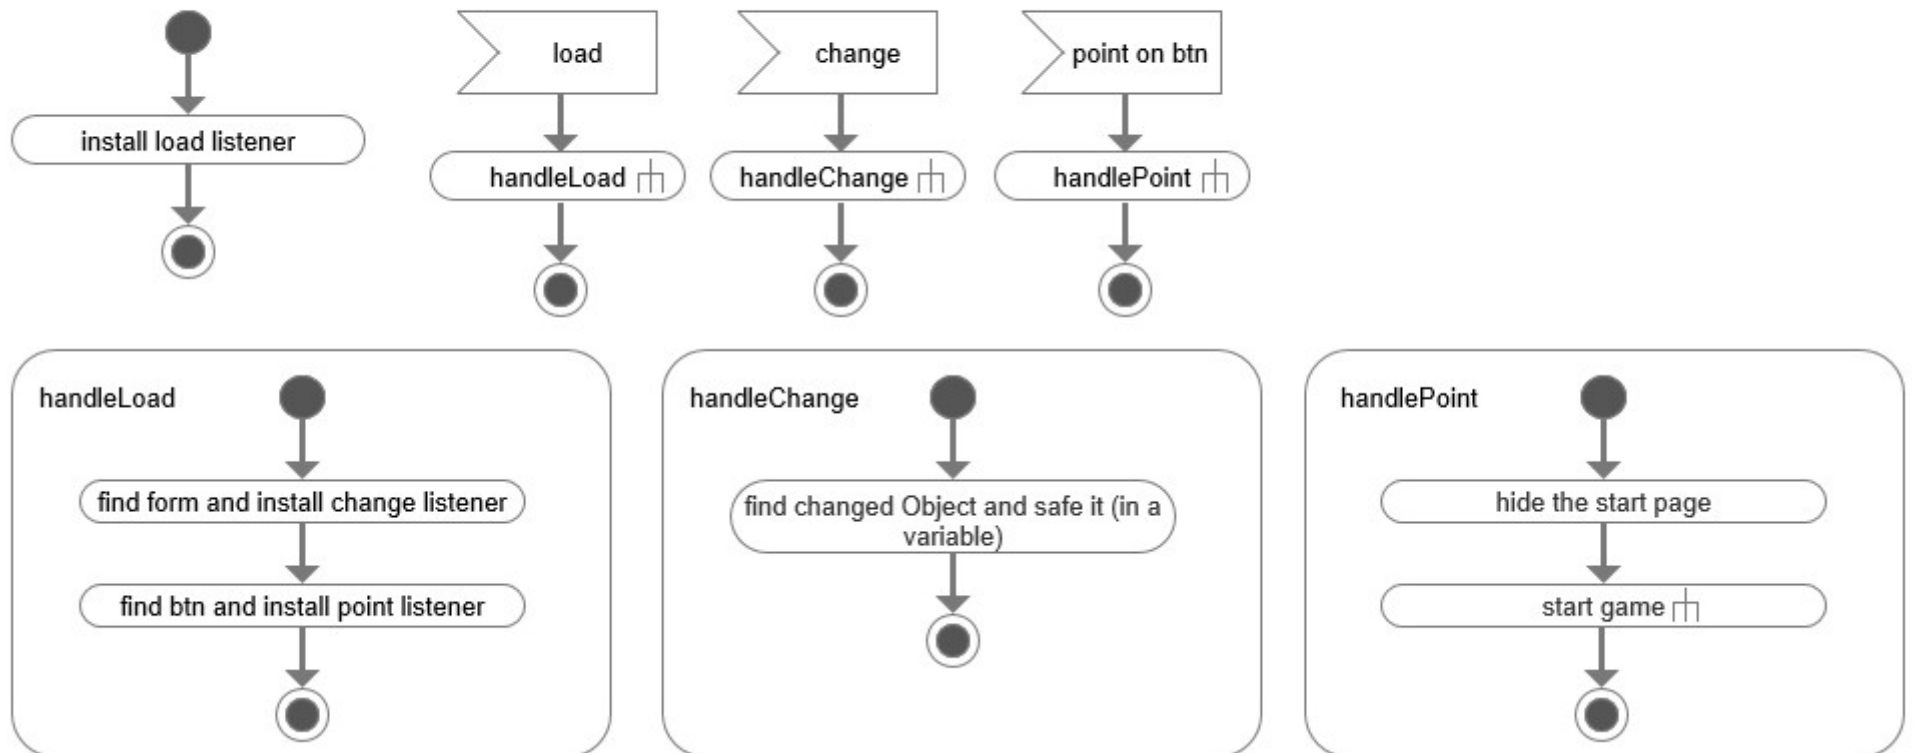 load
change
point on btn
install load listener
handleLoad
handleChange
handlePoint
handleLoad
find form and install change listener
find btn and install point listener
handleChange
find changed Object and safe it (in a
variable)
handlePoint
hide the start page
start game